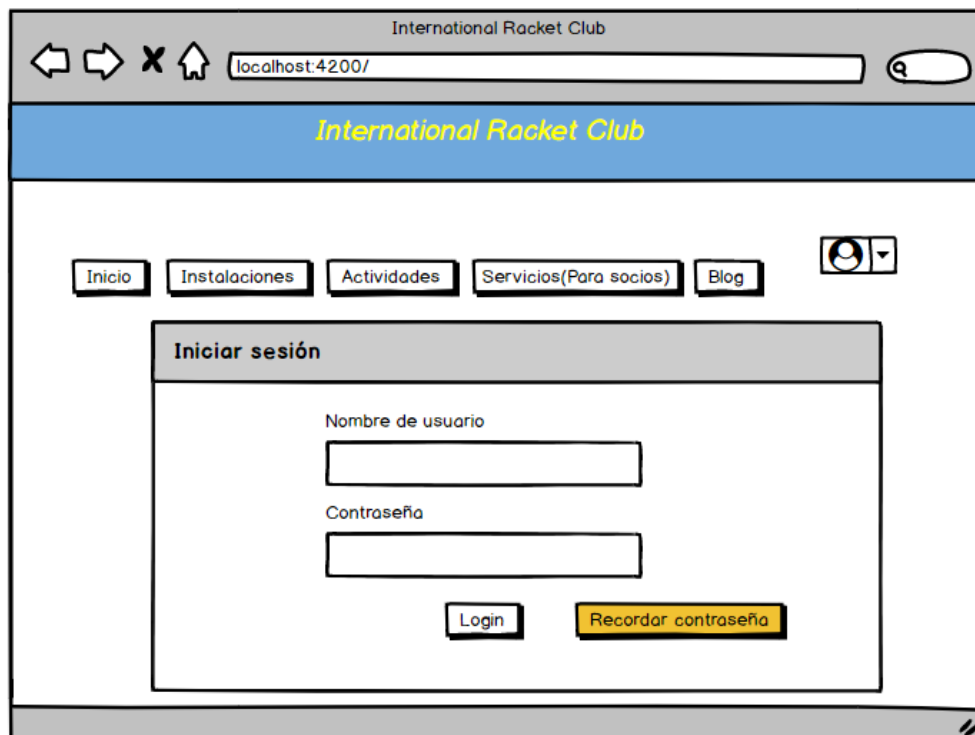 International Racket Club
localhost:4200/
International Racket Club
Inicio Instalaciones Actividades Servicios(Para socios) Blog
Iniciar sesión
Nombre de usuario
Contraseña
Login Recordar contraseña